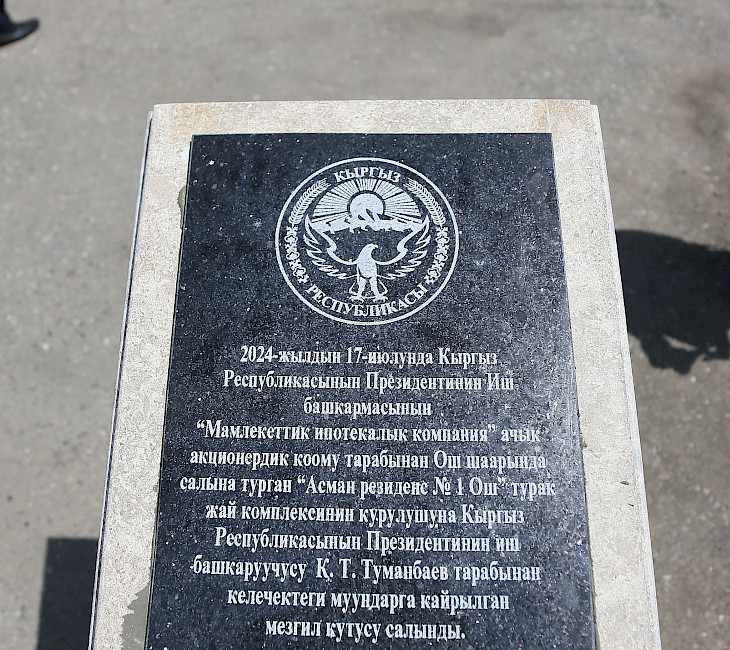 КЫРГЫЗ
РЕСПУБЛИКАСЫ
2024-жылдын 17-июлунда Кыргыз
Республикасынын Президентинин Иш
башкармасынын
“Мамлекеттик ипотекалык компания” ачык
акционердик коому тарабынан Ош шаарында
салына турган “Асман резиденс № 1 Ош” турак
жай комплексинин курулушуна Кыргыз
Республикасынын Президентинин иш
башкаруучусу К. Т. Туманбаев тарабынан
келечектеги муундарга кайрылган
мезгил кутусу салынды.